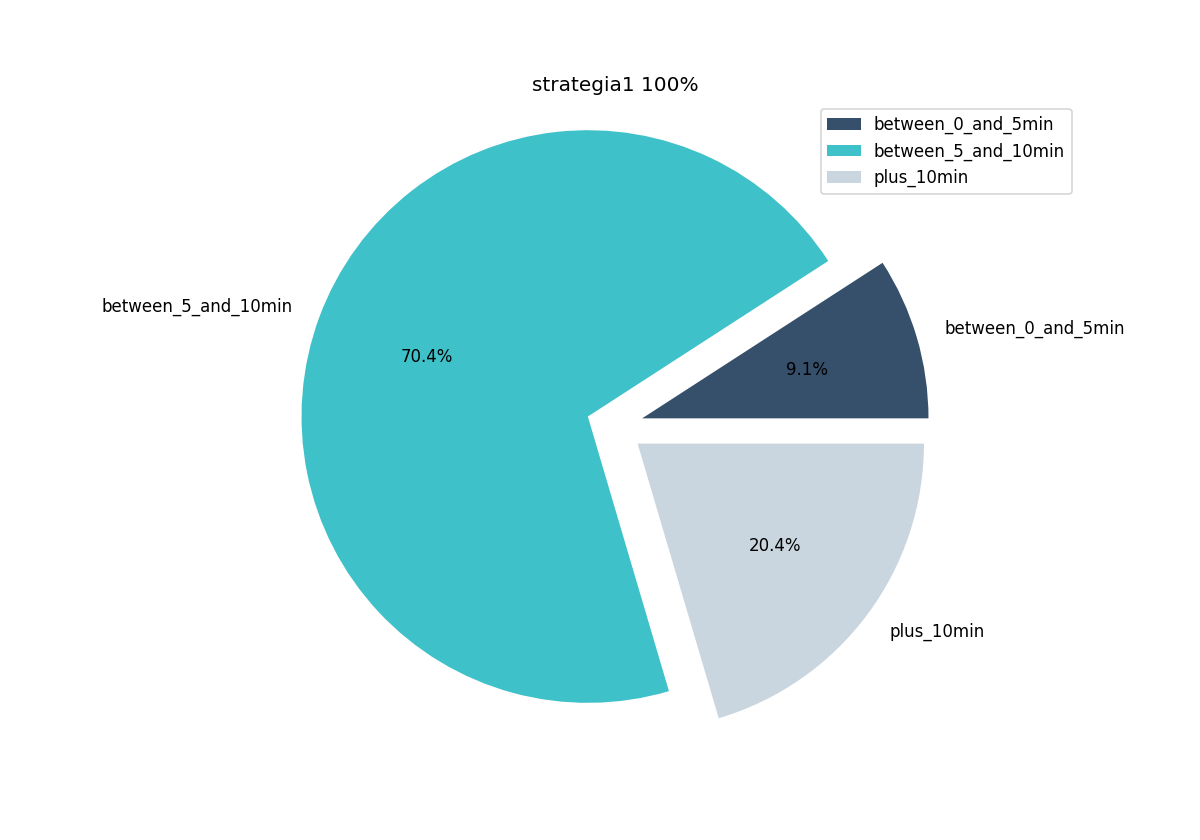 strategia1 100%
between_0_and_5min
between_5_and_10min
plus_10min
between_5_and_10min
between_0_and_5min
70.4%
9.1%
20.4%
plus_10min